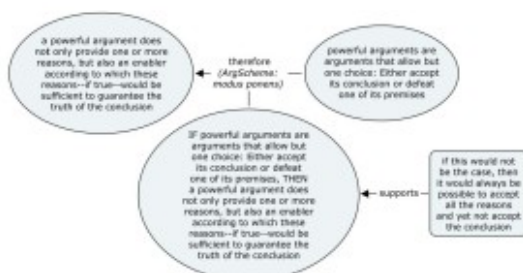 a powerful argument does
not only provide one or more
reasons, but also an enabler
according to which these
reasons--if true--would be
sufficient to guarantee the
truth of the conclusion
therefore
(ArgScheme:
modus ponens)
powerful arguments are
arguments that allow but
one choice: Either accept
its conclusion or defeat
one of its premises
IF powerful arguments are
arguments that allow but
one choice: Either accept
its conclusion or defeat
one of its premises, THEN
a powerful argument does
not only provide one or more
reasons, but also an enabler
according to which these
reasons--if true--would be
sufficient to guarantee the
truth of the conclusion
supports
if this would not
be the case, then
it would always be
possible to accept
all the reasons
and yet not accept
the conclusion